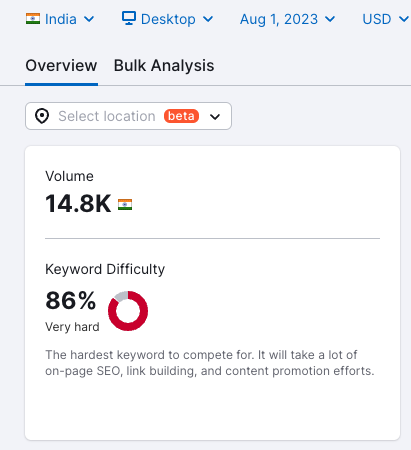 India Desktop Aug 1, 2023 USD
Overview Bulk Analysis
Select location beta
Volume
14.8K
Keyword Difficulty
86%
Very hard
The hardest keyword to compete for. It will take a lot of
on-page SEO, link building, and content promotion efforts.